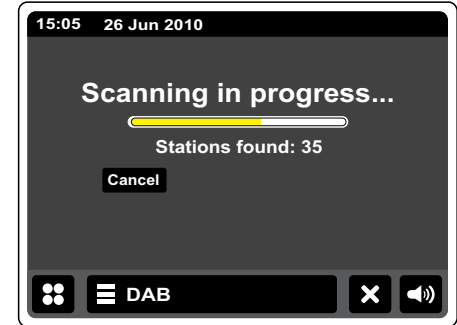 15:05 26 Jun 2010
Scanning in progress...
Stations found: 35
Cancel
DAB